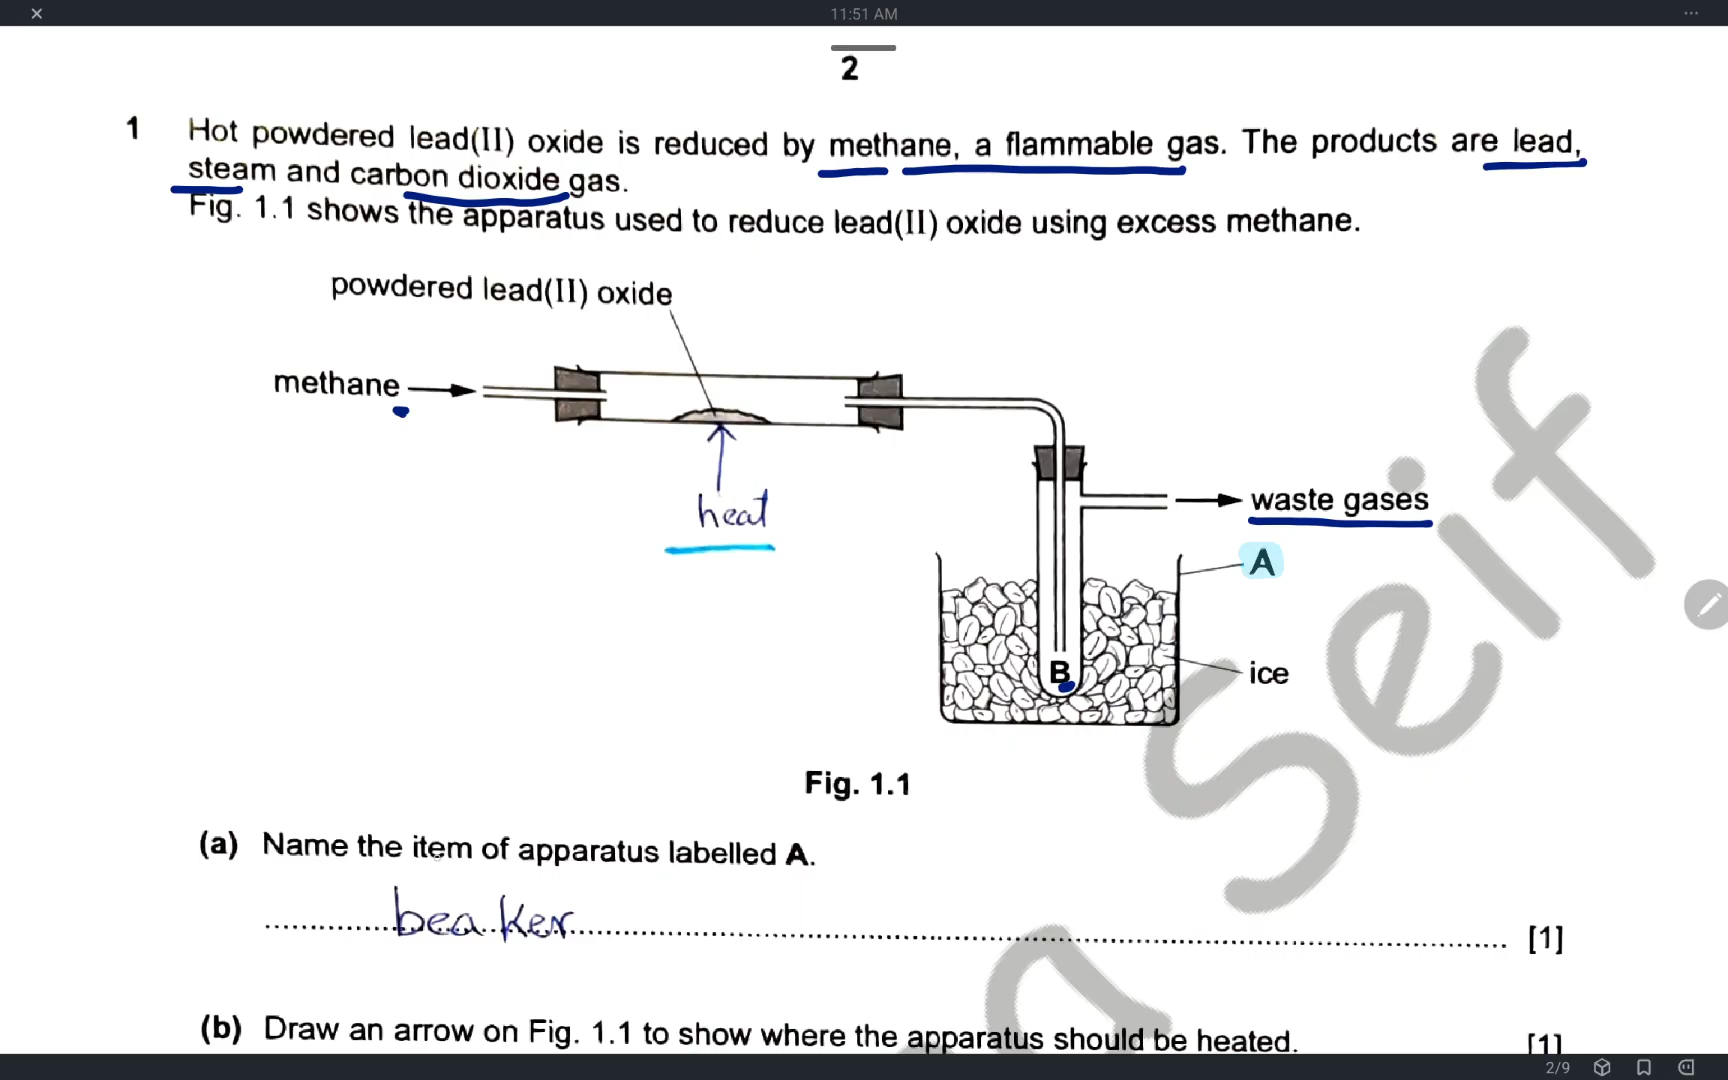 11:51 AM
2
1 Hot powdered lead(II) oxide is reduced by methane, a flammable gas. The products are lead,
steam and carbon dioxide gas.
Fig. 1.1 shows the apparatus used to reduce lead(II) oxide using excess methane.
powdered lead(II) oxide
methane
heat
waste gases
A
B
ice
Fig. 1.1
(a) Name the item of apparatus labelled A.
beaker [1]
(b) Draw an arrow on Fig. 1.1 to show where the apparatus should be heated. [1]
2/9
a Seif